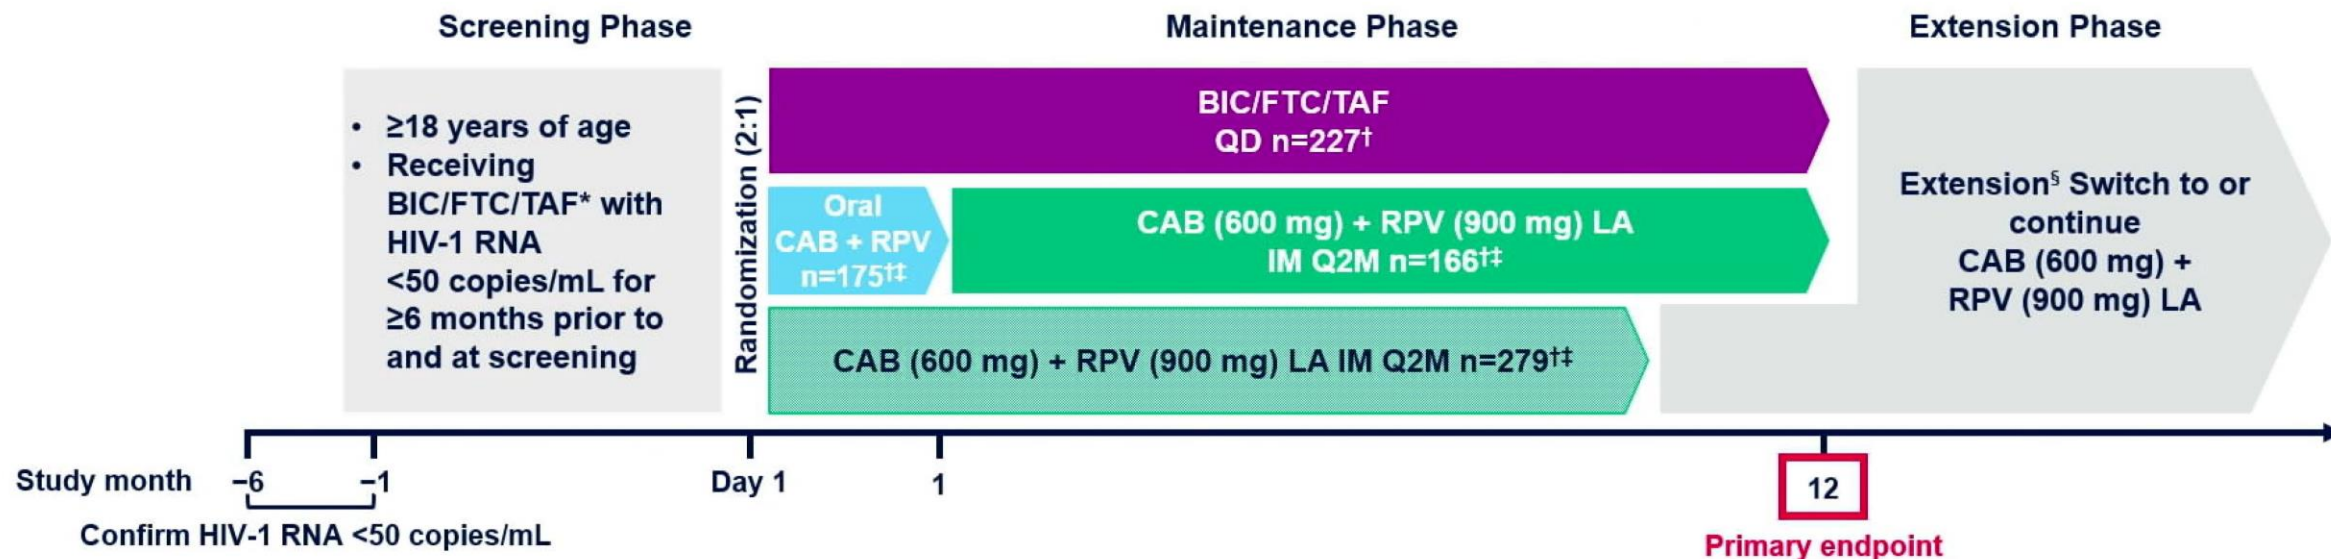 Screening Phase
Maintenance Phase
Extension Phase
• ≥18 years of age
• Receiving
BIC/FTC/TAF* with
HIV-1 RNA
<50 copies/mL for
≥6 months prior to
and at screening
Randomization (2:1)
BIC/FTC/TAF
QD n=227†
Oral
CAB + RPV
n=175†‡
CAB (600 mg) + RPV (900 mg) LA
IM Q2M n=166†‡
CAB (600 mg) + RPV (900 mg) LA IM Q2M n=279†‡
Extension§ Switch to or
continue
CAB (600 mg) +
RPV (900 mg) LA
Study month
−6
−1
Day 1
1
12
Confirm HIV-1 RNA <50 copies/mL
Primary endpoint